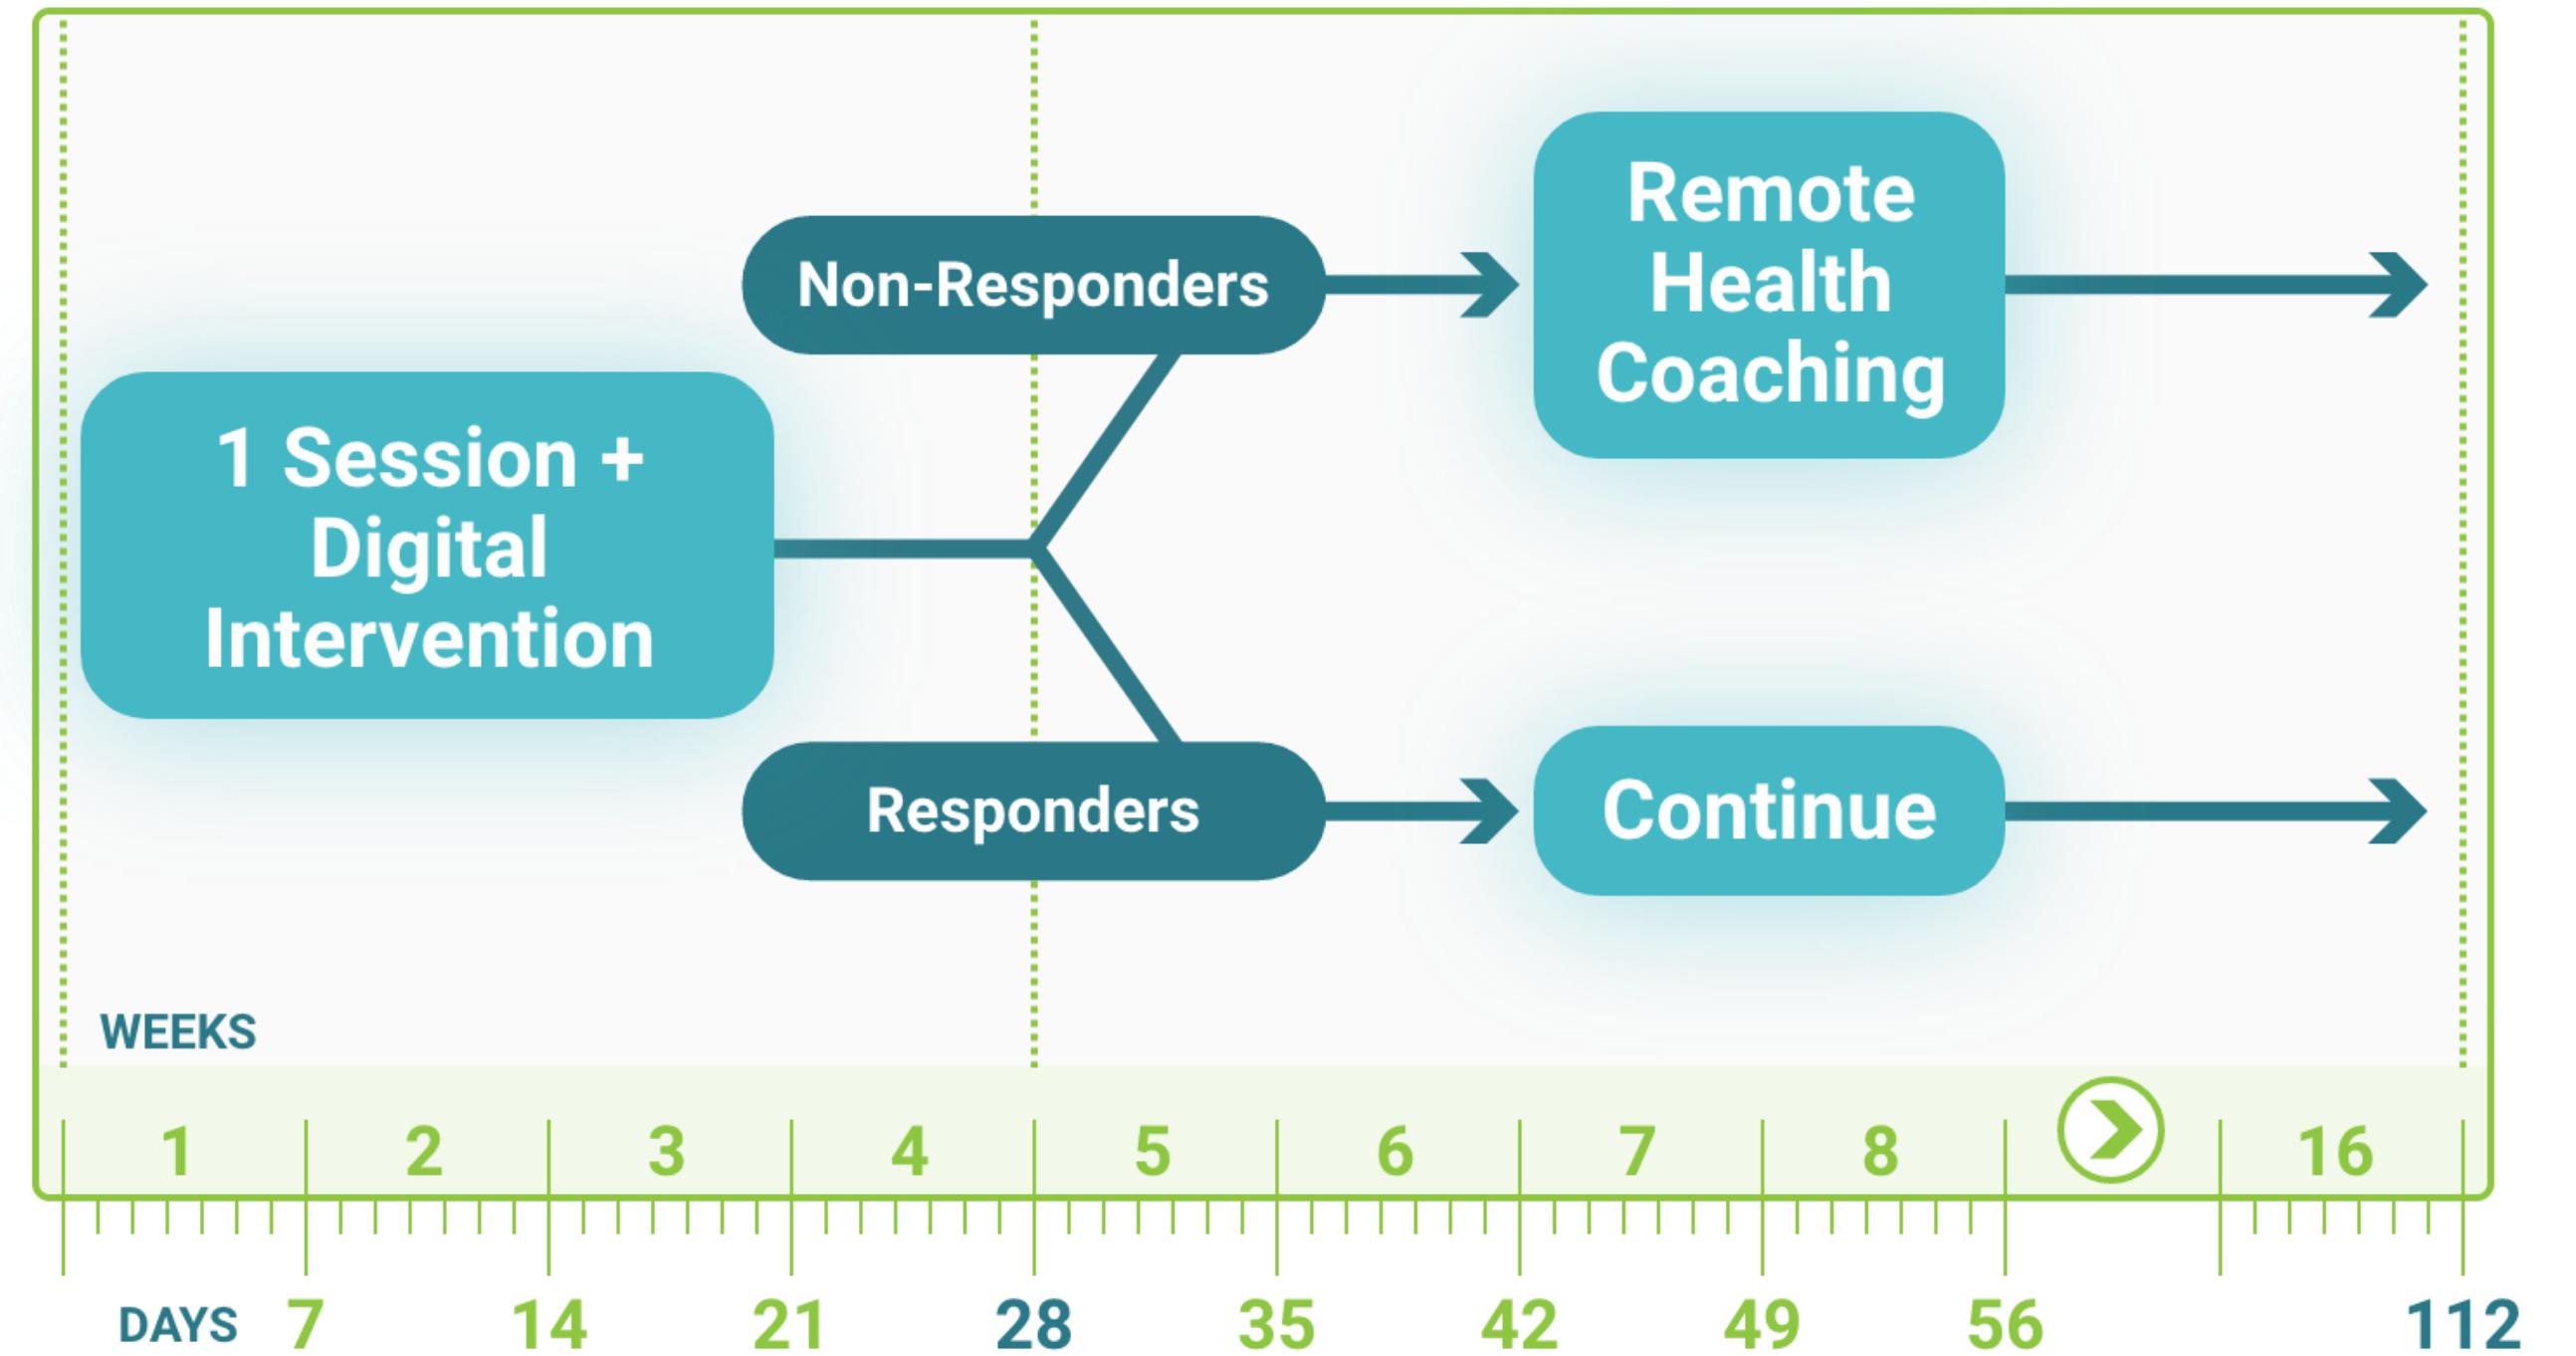 Remote
Health
Coaching
Non-Responders
1 Session +
Digital
Intervention
Responders
Continue
WEEKS
1 2 3 4 5 6 7 8 16
DAYS 7 14 21 28 35 42 49 56 112